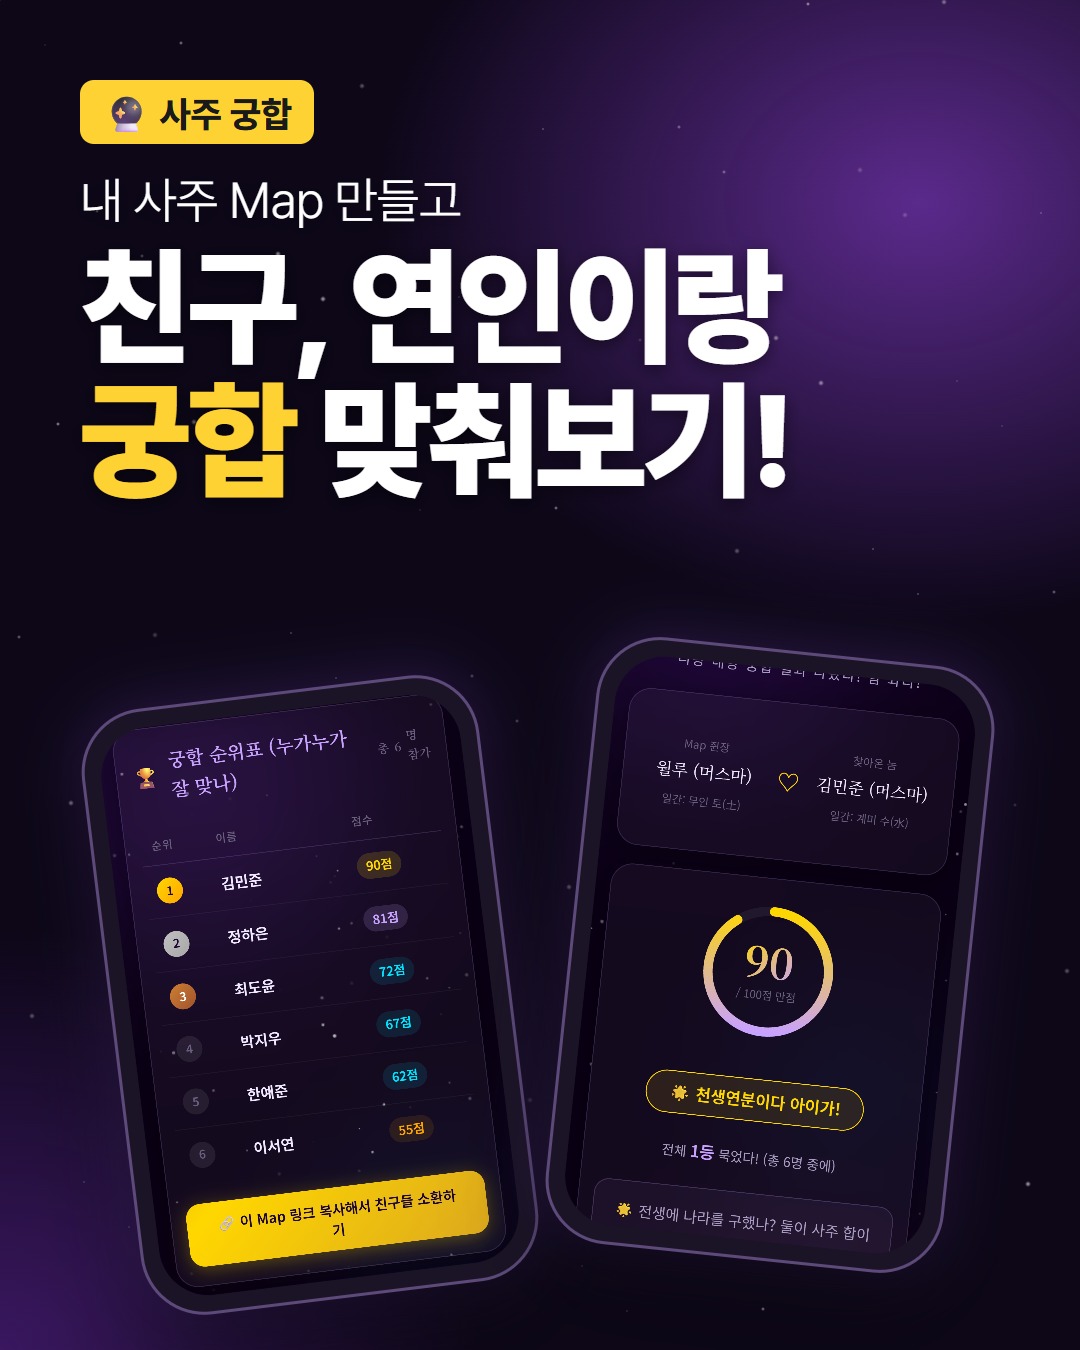 사주 궁합
내 사주 Map 만들고
친구, 연인이랑
궁합 맞춰보기!
궁합 순위표 (누가누가
잘 맞나)
총 6 명
참가
순위 이름 점수
1 김민준 90점
2 정하은 81점
3 최도윤 72점
4 박지우 67점
5 한예준 62점
6 이서연 55점
이 Map 링크 복사해서 친구들 소환하
기
Map 쥔장
월루 (머스마)
일간: 무인 토(土)
찾아온 놈
김민준 (머스마)
일간: 계미 수(水)
90
/ 100점 만점
천생연분이다 아이가!
전체 1등 묵었다! (총 6명 중에)
전생에 나라를 구했나? 둘이 사주 합이